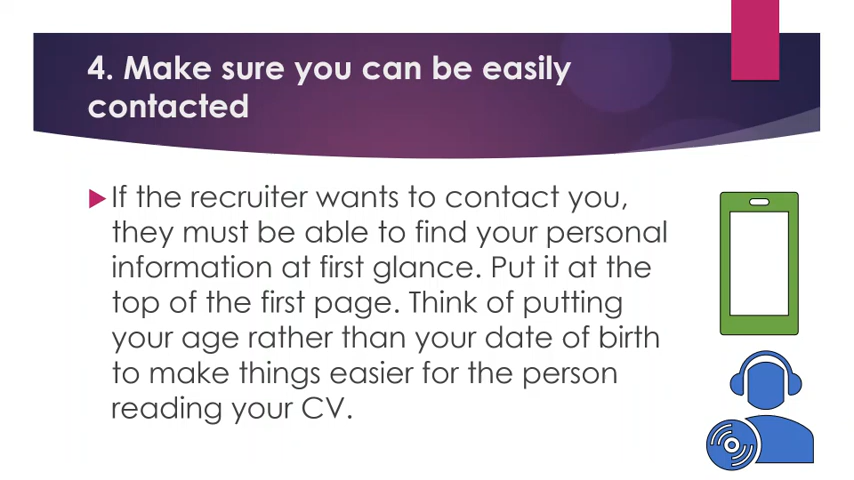 4. Make sure you can be easily
contacted
If the recruiter wants to contact you,
they must be able to find your personal
information at first glance. Put it at the
top of the first page. Think of putting
your age rather than your date of birth
to make things easier for the person
reading your CV.